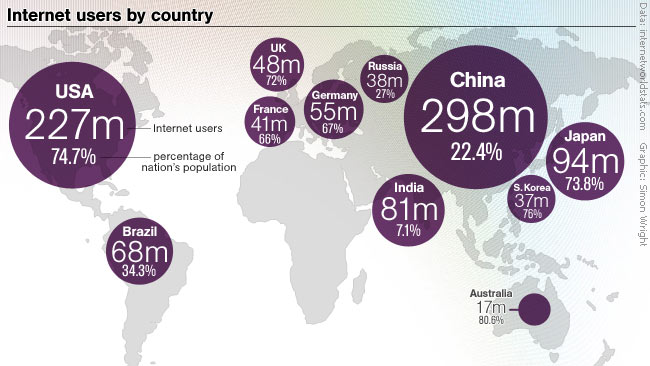 Internet users by country
USA
227m
74.7%
Internet users
percentage of
nation's population
Brazil
68m
34.3%
UK
48m
72%
France
41m
66%
Germany
55m
67%
Russia
38m
27%
China
298m
22.4%
India
81m
7.1%
Japan
94m
73.8%
S. Korea
37m
76%
Australia
17m
80.6%
Data: internetworldstats.com Graphic: Simon Wright